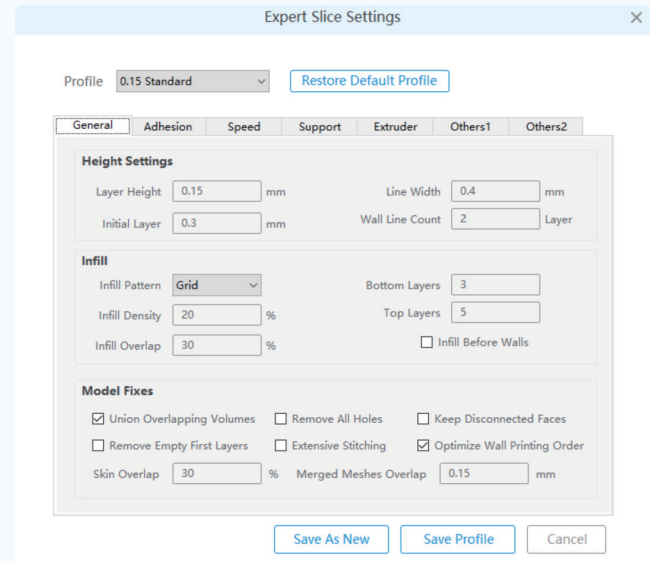 Expert Slice Settings
Profile 0.15 Standard Restore Default Profile
General Adhesion Speed Support Extruder Others1 Others2
Height Settings
Layer Height 0.15 mm Line Width 0.4 mm
Initial Layer 0.3 mm Wall Line Count 2 Layer
Infill
Infill Pattern Grid Bottom Layers 3
Infill Density 20 % Top Layers 5
Infill Overlap 30 % Infill Before Walls
Model Fixes
Union Overlapping Volumes Remove All Holes Keep Disconnected Faces
Remove Empty First Layers Extensive Stitching Optimize Wall Printing Order
Skin Overlap 30 % Merged Meshes Overlap 0.15 mm
Save As New Save Profile Cancel